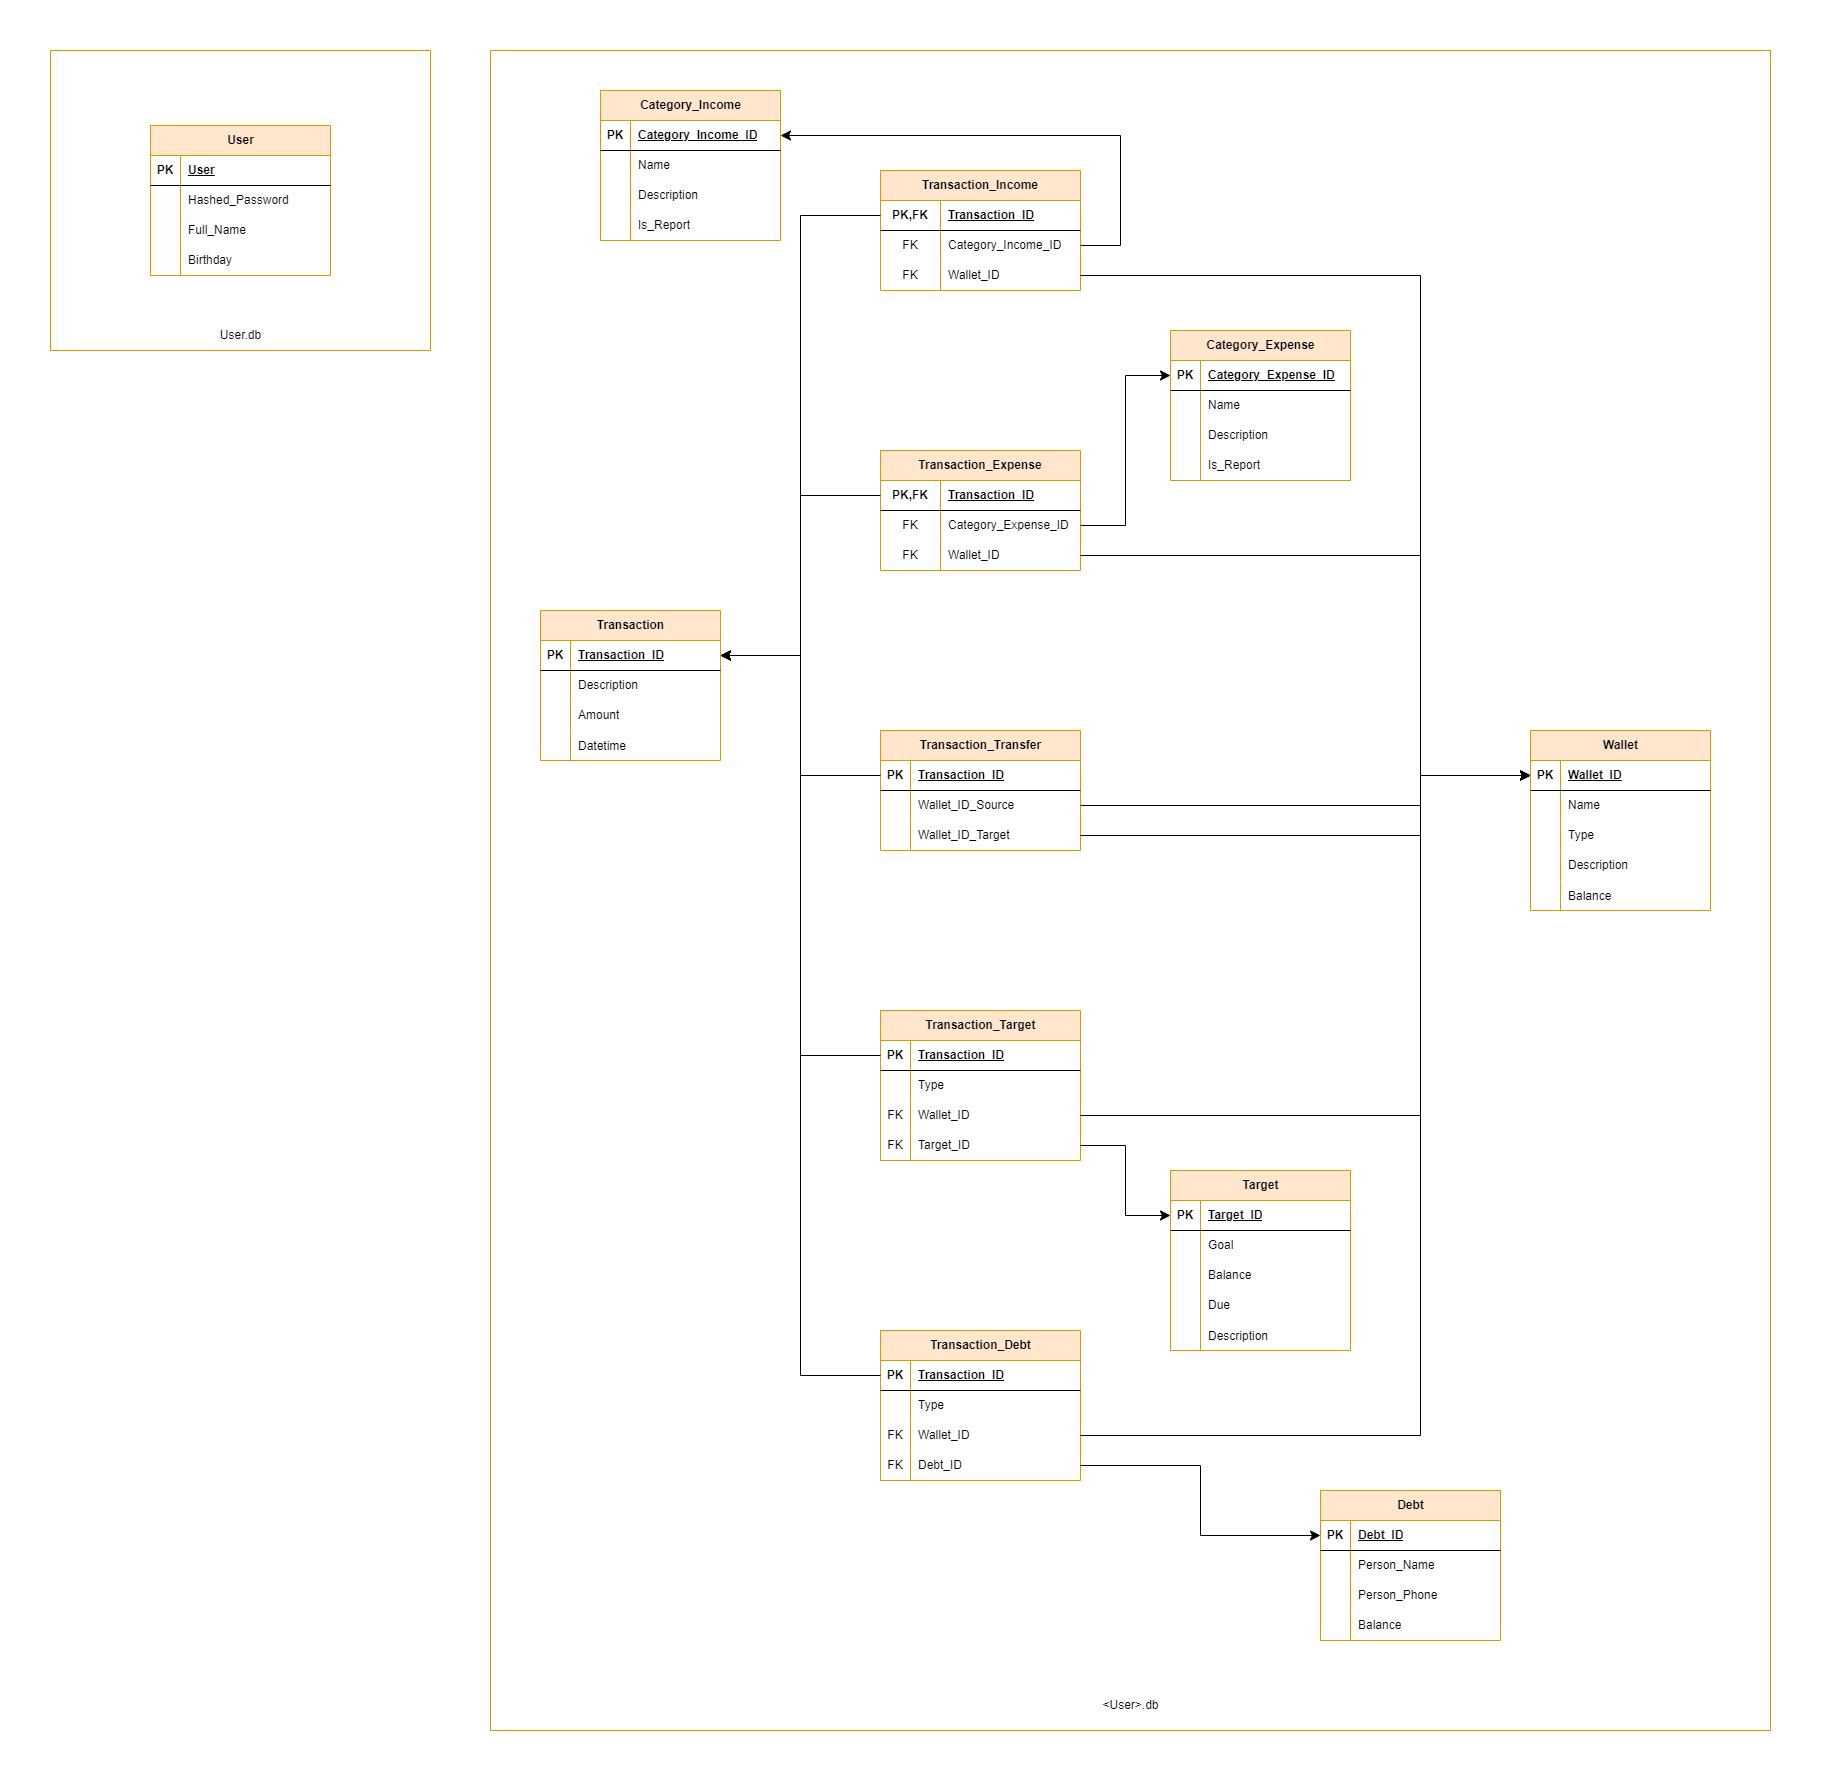 User
PK User
Hashed_Password
Full_Name
Birthday
User.db
Category_Income
PK Category_Income_ID
Name
Description
Is_Report
Transaction_Income
PK,FK Transaction_ID
FK Category_Income_ID
FK Wallet_ID
Category_Expense
PK Category_Expense_ID
Name
Description
Is_Report
Transaction_Expense
PK,FK Transaction_ID
FK Category_Expense_ID
FK Wallet_ID
Transaction
PK Transaction_ID
Description
Amount
Datetime
Transaction_Transfer
PK Transaction_ID
Wallet_ID_Source
Wallet_ID_Target
Wallet
PK Wallet_ID
Name
Type
Description
Balance
Transaction_Target
PK Transaction_ID
Type
FK Wallet_ID
FK Target_ID
Target
PK Target_ID
Goal
Balance
Due
Description
Transaction_Debt
PK Transaction_ID
Type
FK Wallet_ID
FK Debt_ID
Debt
PK Debt_ID
Person_Name
Person_Phone
Balance
<User>.db